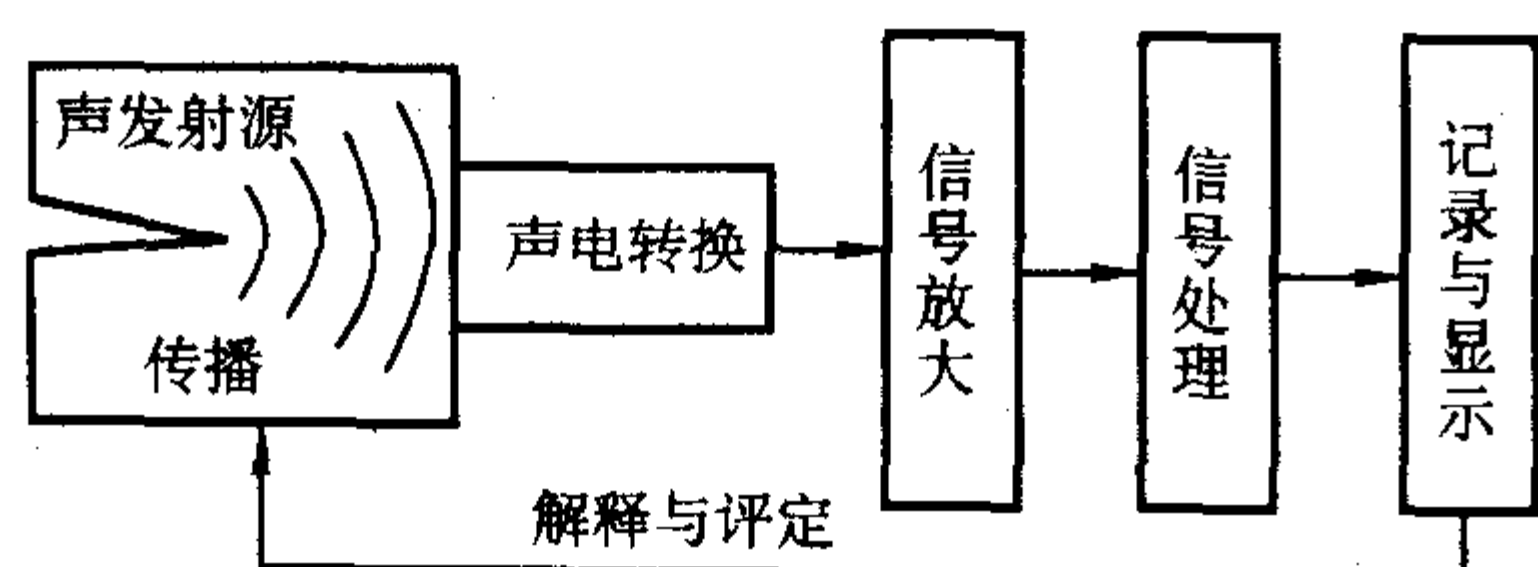 声发射源
传播
声电转换
信号放大
信号处理
记录与显示
解释与评定